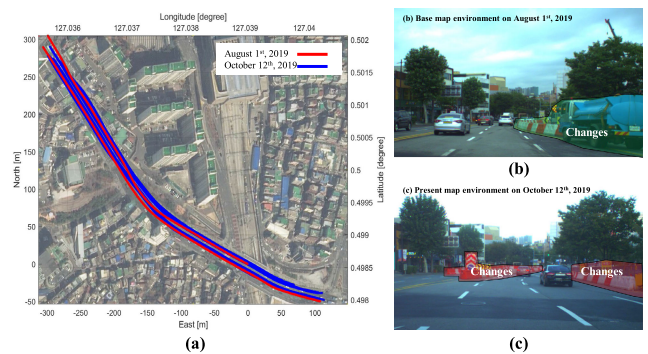 Longitude [degree]
127.036 127.037 127.038 127.039 127.04
300
250
200
150
100
50
0
-50
North [m]
-300 -250 -200 -150 -100 -50 0 50 100
East [m]
0.502
0.5015
0.501
0.5005
0.5
0.4995
0.499
0.4985
0.498
Latitude [degree]
August 1st, 2019
October 12th, 2019
(a)
(b) Base map environment on August 1st, 2019
Changes
(b)
(c) Present map environment on October 12th, 2019
Changes Changes
(c)